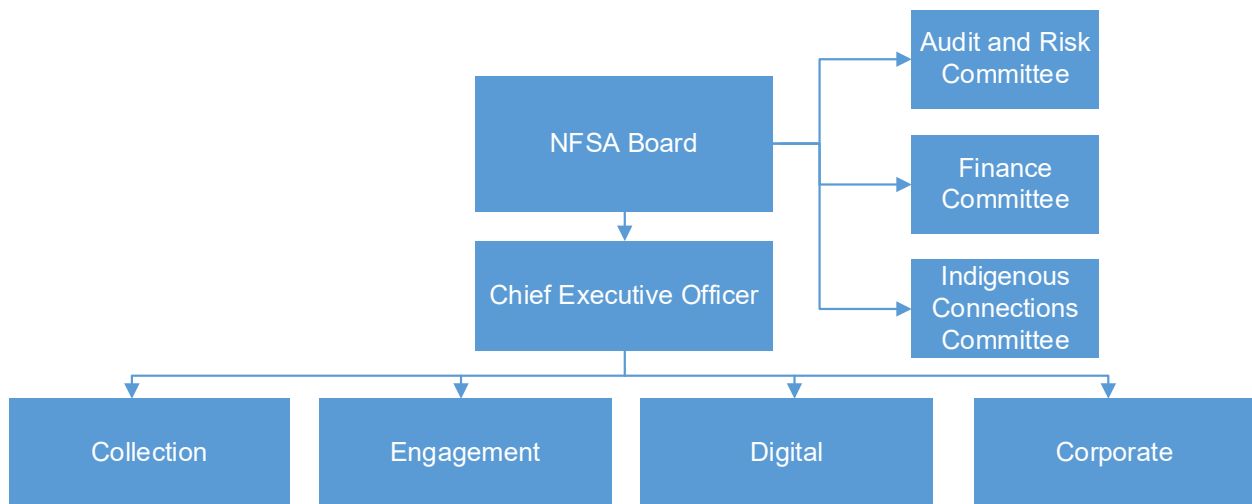 Audit and Risk
Committee
NFSA Board
Finance
Committee
Chief Executive Officer
Indigenous
Connections
Committee
Collection
Engagement
Digital
Corporate